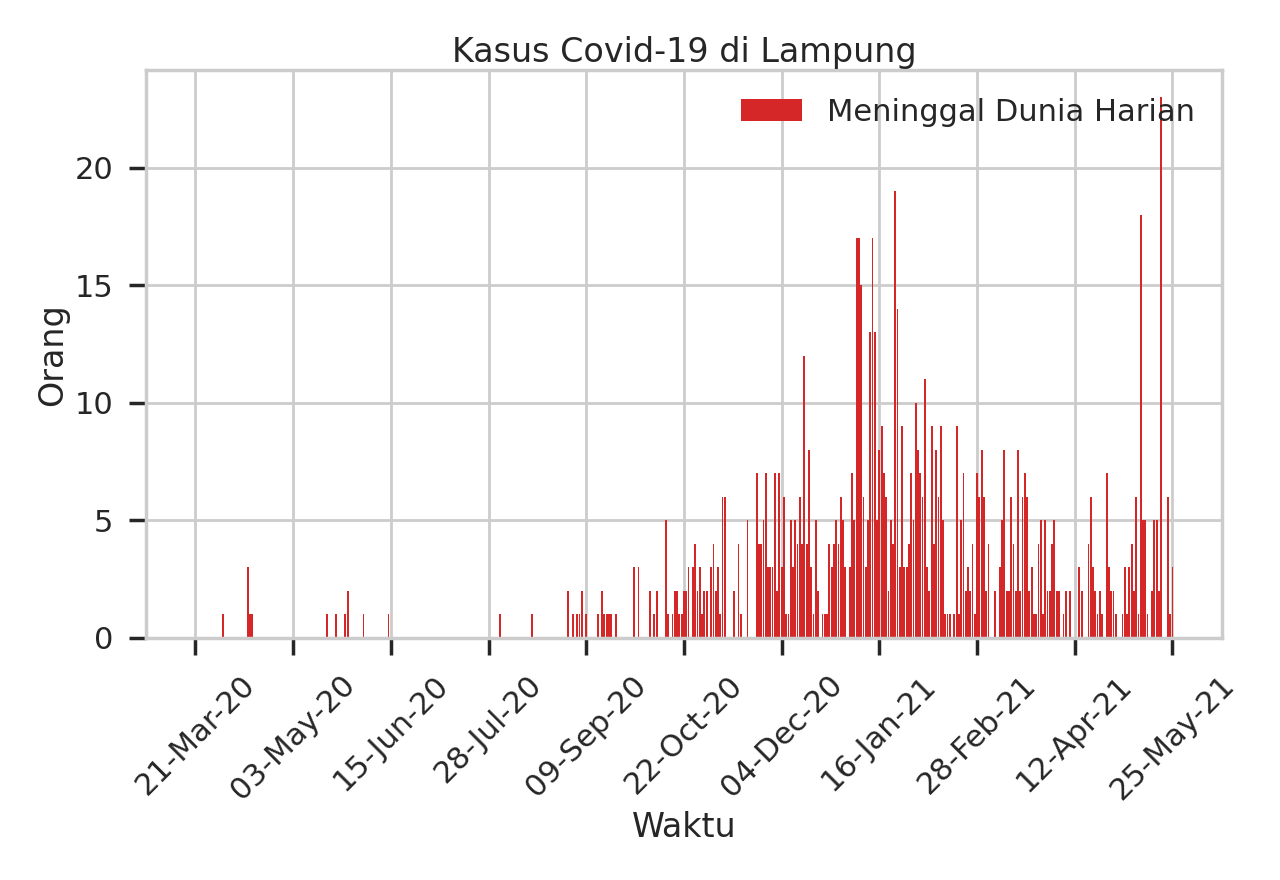 Kasus Covid-19 di Lampung
Meninggal Dunia Harian
Orang
20
15
10
5
0
21-Mar-20
03-May-20
15-Jun-20
28-Jul-20
09-Sep-20
22-Oct-20
04-Dec-20
16-Jan-21
28-Feb-21
12-Apr-21
25-May-21
Waktu